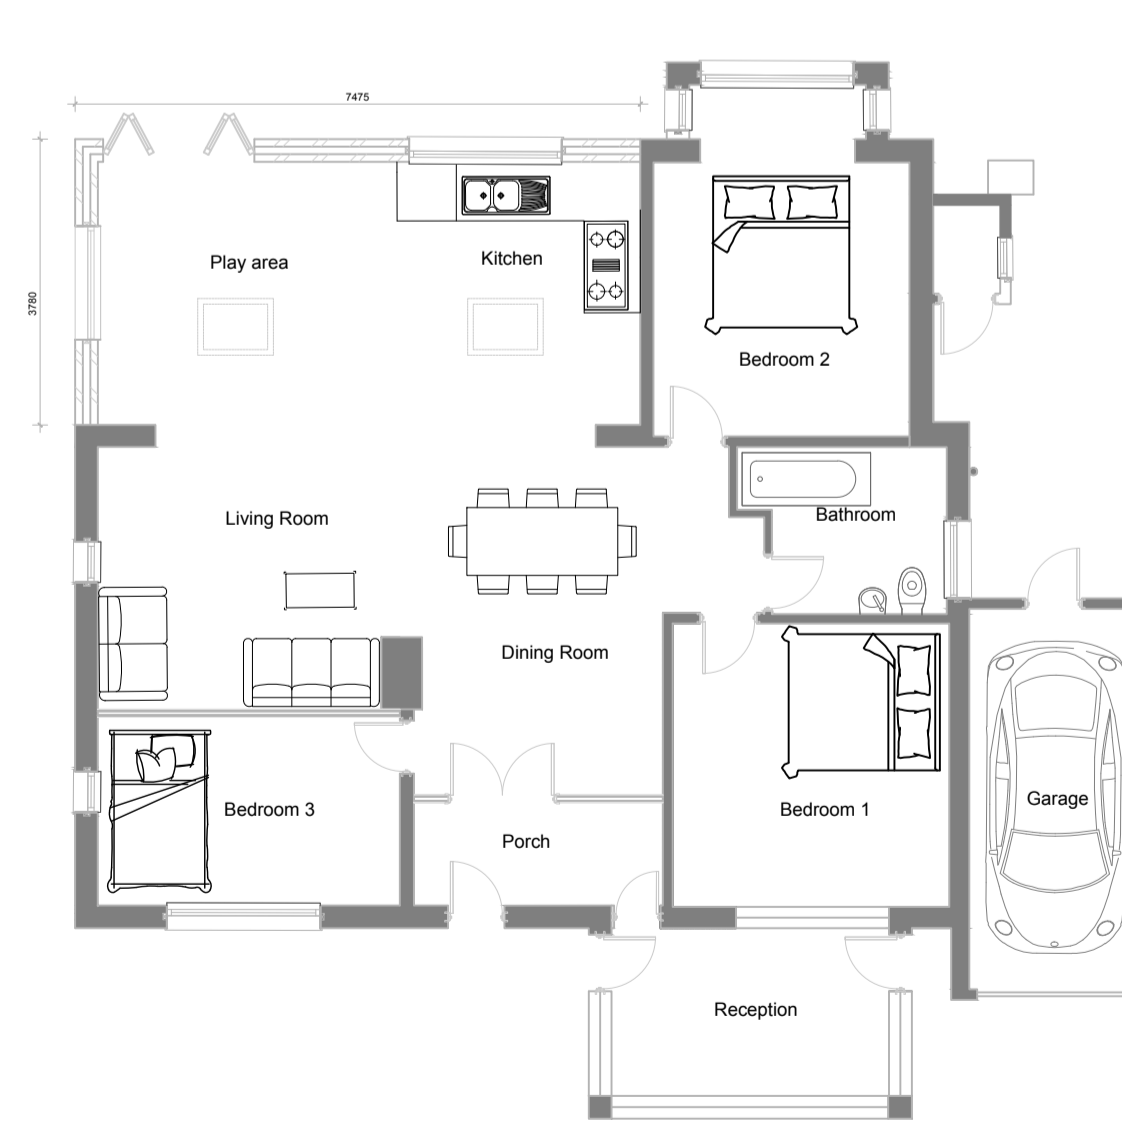 7475
3780
Play area
Kitchen
Bedroom 2
Living Room
Bathroom
Dining Room
Bedroom 3
Bedroom 1
Garage
Porch
Reception